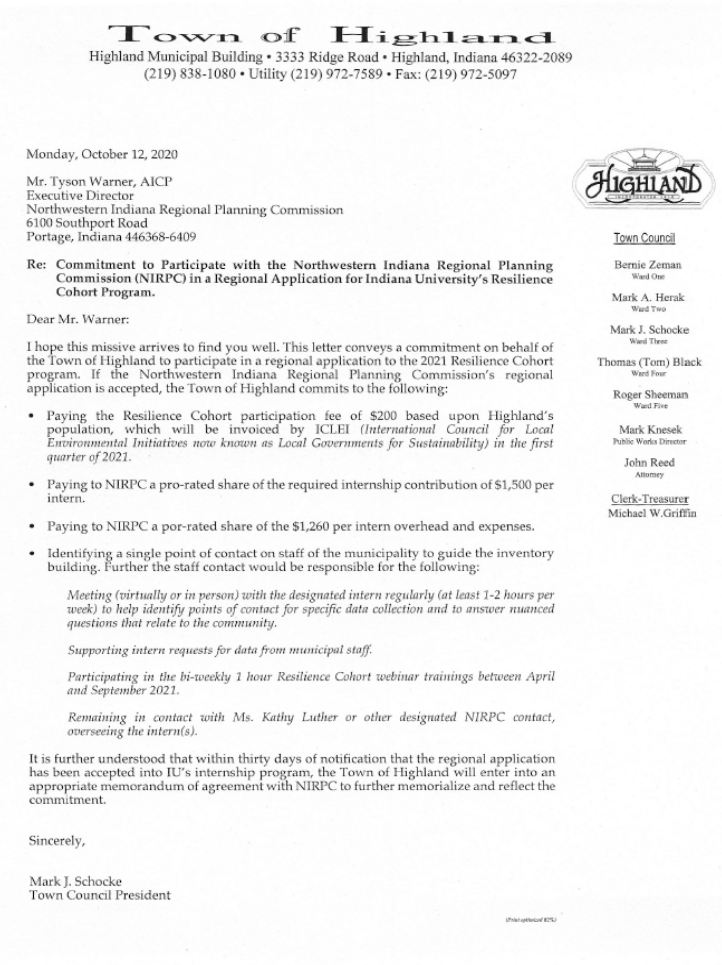 Town of Highland
Highland Municipal Building • 3333 Ridge Road • Highland, Indiana 46322-2089
(219) 838-1080 • Utility (219) 972-7589 • Fax: (219) 972-5097
Monday, October 12, 2020
Mr. Tyson Warner, AICP
Executive Director
Northwestern Indiana Regional Planning Commission
6100 Southport Road
Portage, Indiana 446368-6409
Re: Commitment to Participate with the Northwestern Indiana Regional Planning
Commission (NIRPC) in a Regional Application for Indiana University's Resilience
Cohort Program.
Dear Mr. Warner:
I hope this missive arrives to find you well. This letter conveys a commitment on behalf of
the Town of Highland to participate in a regional application to the 2021 Resilience Cohort
program. If the Northwestern Indiana Regional Planning Commission's regional
application is accepted, the Town of Highland commits to the following:
• Paying the Resilience Cohort participation fee of $200 based upon Highland's
population, which will be invoiced by ICLEI (International Council for Local
Environmental Initiatives now known as Local Governments for Sustainability) in the first
quarter of 2021.
• Paying to NIRPC a pro-rated share of the required internship contribution of $1,500 per
intern.
• Paying to NIRPC a por-rated share of the $1,260 per intern overhead and expenses.
• Identifying a single point of contact on staff of the municipality to guide the inventory
building. Further the staff contact would be responsible for the following:
Meeting (virtually or in person) with the designated intern regularly (at least 1-2 hours per
week) to help identify points of contact for specific data collection and to answer nuanced
questions that relate to the community.
Supporting intern requests for data from municipal staff.
Participating in the bi-weekly 1 hour Resilience Cohort webinar trainings between April
and September 2021.
Remaining in contact with Ms. Kathy Luther or other designated NIRPC contact,
overseeing the intern(s).
It is further understood that within thirty days of notification that the regional application
has been accepted into IU's internship program, the Town of Highland will enter into an
appropriate memorandum of agreement with NIRPC to further memorialize and reflect the
commitment.
Sincerely,
Mark J. Schocke
Town Council President
(Print optimized 82%)
HIGHLAND
Town Council
Bernie Zeman
Ward One
Mark A. Herak
Ward Two
Mark J. Schocke
Ward Three
Thomas (Tom) Black
Ward Four
Roger Sheeman
Ward Five
Mark Knesek
Public Works Director
John Reed
Attorney
Clerk-Treasurer
Michael W.Griffin